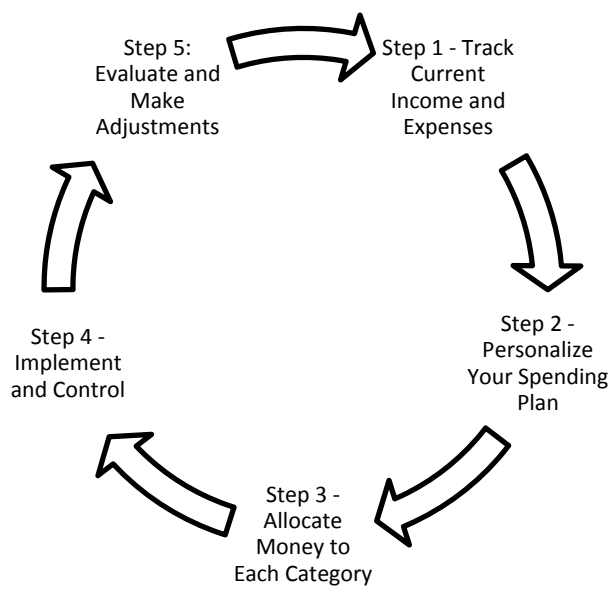 Step 1 - Track
Current
Income and
Expenses
Step 2 -
Personalize
Your Spending
Plan
Step 3 -
Allocate
Money to
Each Category
Step 4 -
Implement
and Control
Step 5:
Evaluate and
Make
Adjustments